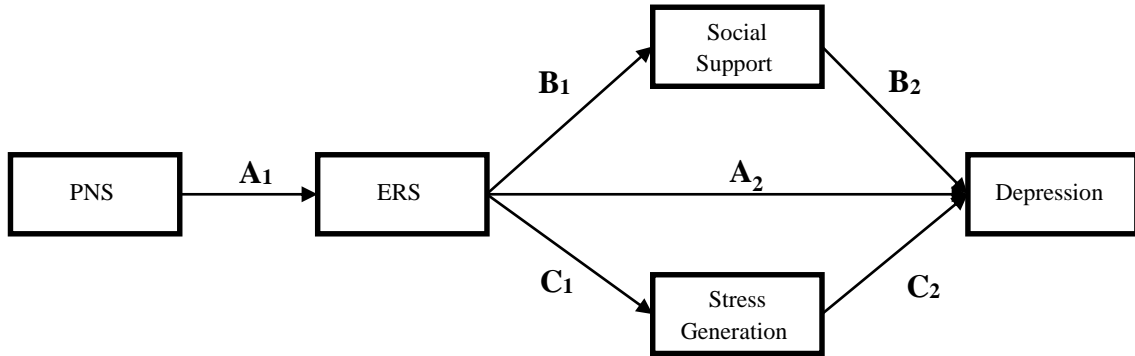 Social
Support
B1
B2
PNS
A1
ERS
A2
Depression
C1
C2
Stress
Generation